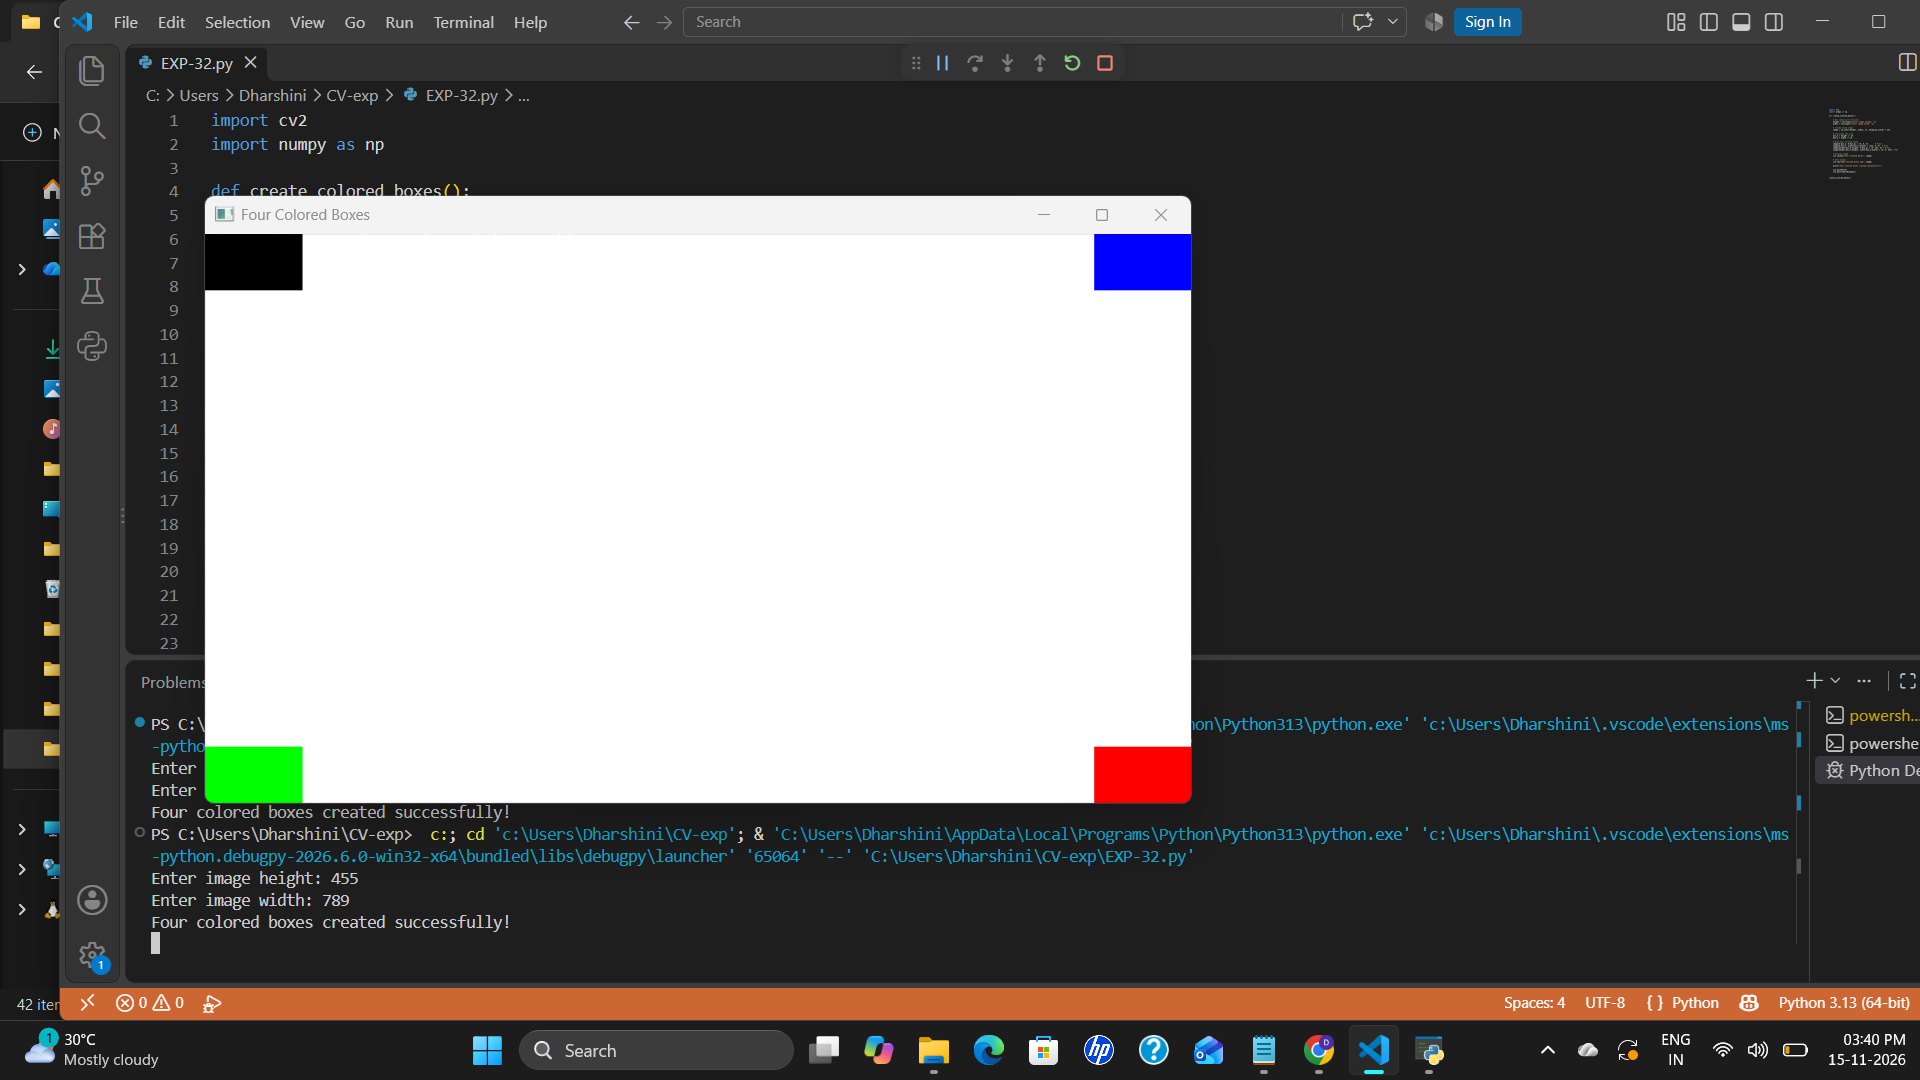 File Edit Selection View Go Run Terminal Help
Search
Sign In
EXP-32.py
C: > Users > Dharshini > CV-exp > EXP-32.py > ...
1 import cv2
2 import numpy as np
3
4 def create_colored_boxes():
5
6
7
8
9
10
11
12
13
14
15
16
17
18
19
20
21
22
23
Four Colored Boxes
Problems
PS C:\
n\Python313\python.exe' 'c:\Users\Dharshini\.vscode\extensions\ms
-pytho
Enter
Enter
Four colored boxes created successfully!
PS C:\Users\Dharshini\CV-exp> c:; cd 'c:\Users\Dharshini\CV-exp'; & 'C:\Users\Dharshini\AppData\Local\Programs\Python\Python313\python.exe' 'c:\Users\Dharshini\.vscode\extensions\ms
-python.debugpy-2026.6.0-win32-x64\bundled\libs\debugpy\launcher' '65064' '--' 'C:\Users\Dharshini\CV-exp\EXP-32.py'
Enter image height: 455
Enter image width: 789
Four colored boxes created successfully!
powersh...
powershe
Python De
1
42 iter
0 0
Spaces: 4 UTF-8 { } Python Python 3.13 (64-bit)
1
30°C
Mostly cloudy
Search
hp
ENG
IN
03:40 PM
15-11-2026